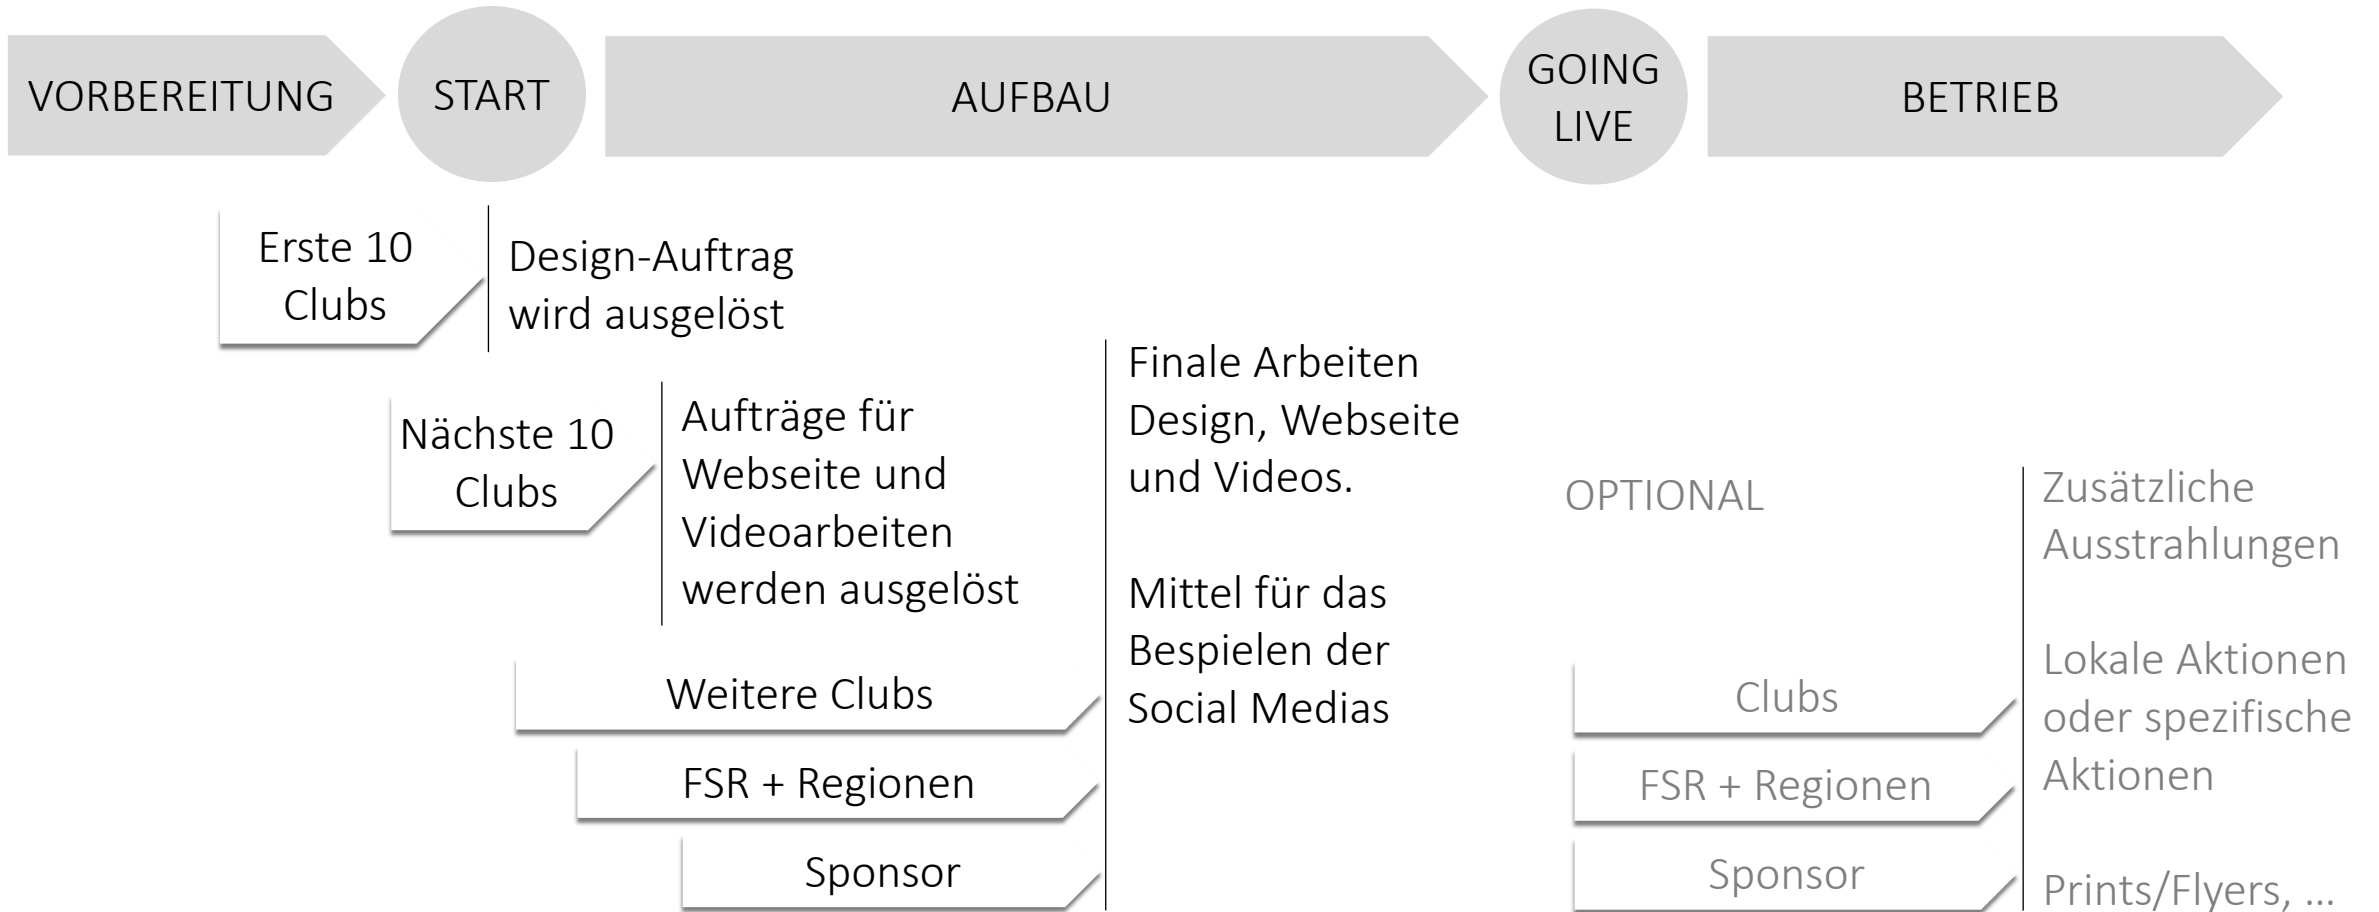 VORBEREITUNG
START
AUFBAU
GOING
LIVE
BETRIEB
Erste 10
Clubs
Design-Auftrag
wird ausgelöst
Nächste 10
Clubs
Aufträge für
Webseite und
Videoarbeiten
werden ausgelöst
Weitere Clubs
FSR + Regionen
Sponsor
Finale Arbeiten
Design, Webseite
und Videos.
Mittel für das
Bespielen der
Social Medias
OPTIONAL
Clubs
FSR + Regionen
Sponsor
Zusätzliche
Ausstrahlungen
Lokale Aktionen
oder spezifische
Aktionen
Prints/Flyers, ...